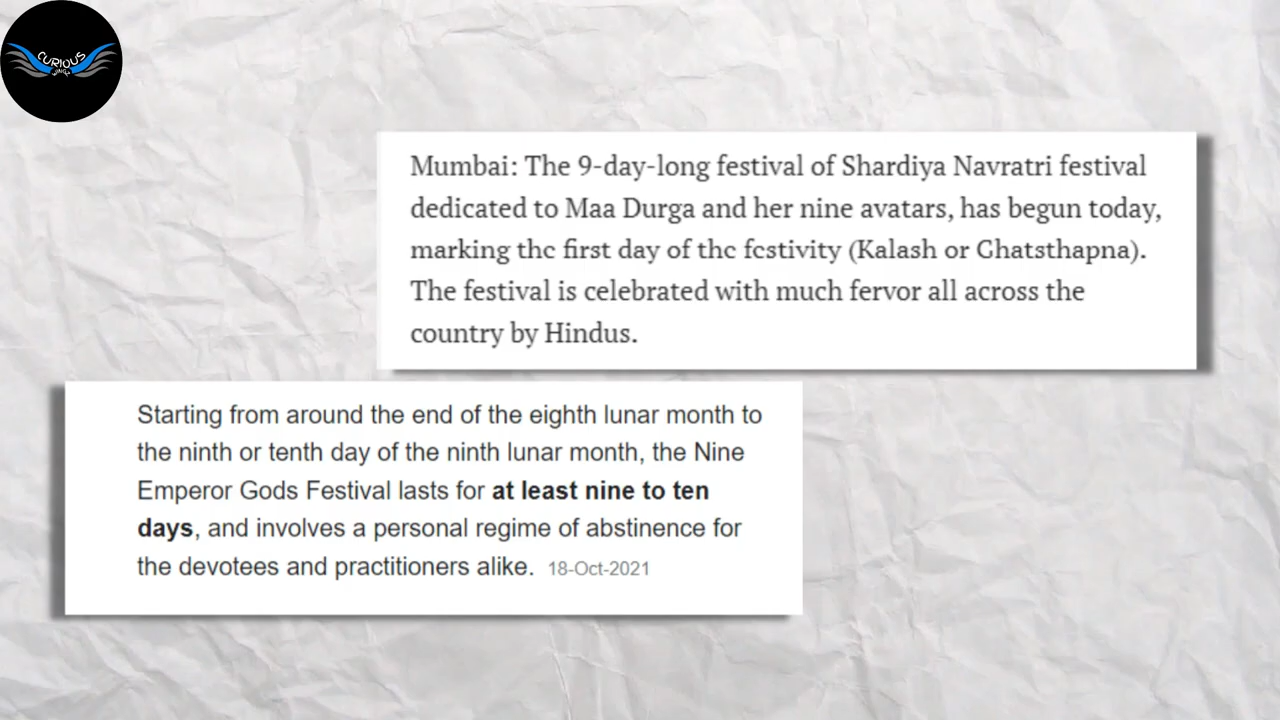 CURIOUS
WINGS
Mumbai: The 9-day-long festival of Shardiya Navratri festival
dedicated to Maa Durga and her nine avatars, has begun today,
marking the first day of the festivity (Kalash or Ghatsthapna).
The festival is celebrated with much fervor all across the
country by Hindus.
Starting from around the end of the eighth lunar month to
the ninth or tenth day of the ninth lunar month, the Nine
Emperor Gods Festival lasts for at least nine to ten
days, and involves a personal regime of abstinence for
the devotees and practitioners alike. 18-Oct-2021